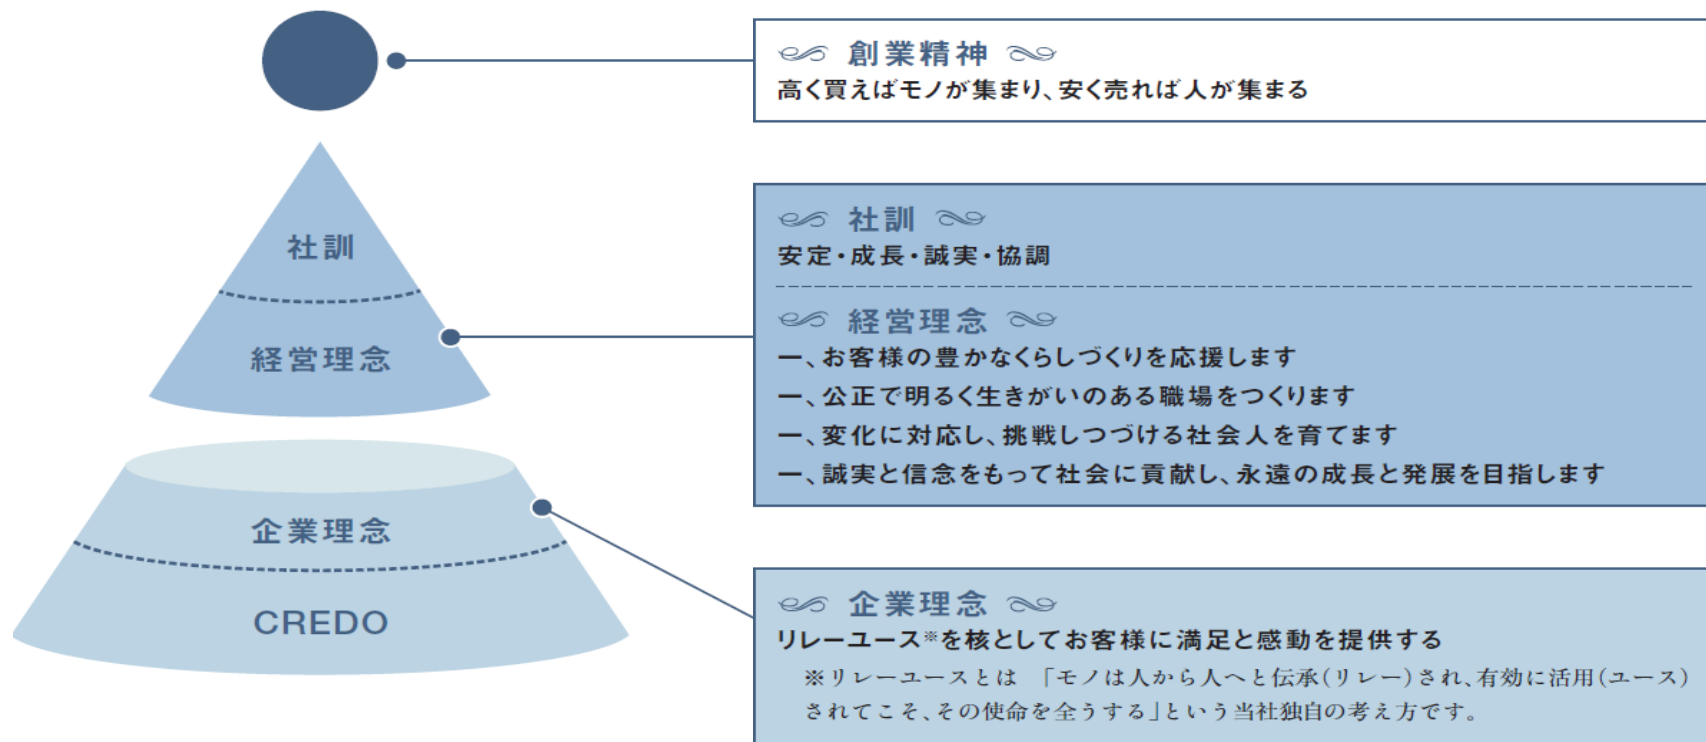 創業精神
高く買えばモノが集まり、安く売れば人が集まる
社訓
経営理念
社訓
安定・成長・誠実・協調
経営理念
一、お客様の豊かなくらしづくりを応援します
一、公正で明るく生きがいのある職場をつくります
一、変化に対応し、挑戦しつづける社会人を育てます
一、誠実と信念をもって社会に貢献し、永遠の成長と発展を目指します
企業理念
CREDO
企業理念
リレーユース※を核としてお客様に満足と感動を提供する
※リレーユースとは 「モノは人から人へと伝承(リレー)され、有効に活用(ユース)
されてこそ、その使命を全うする」という当社独自の考え方です。